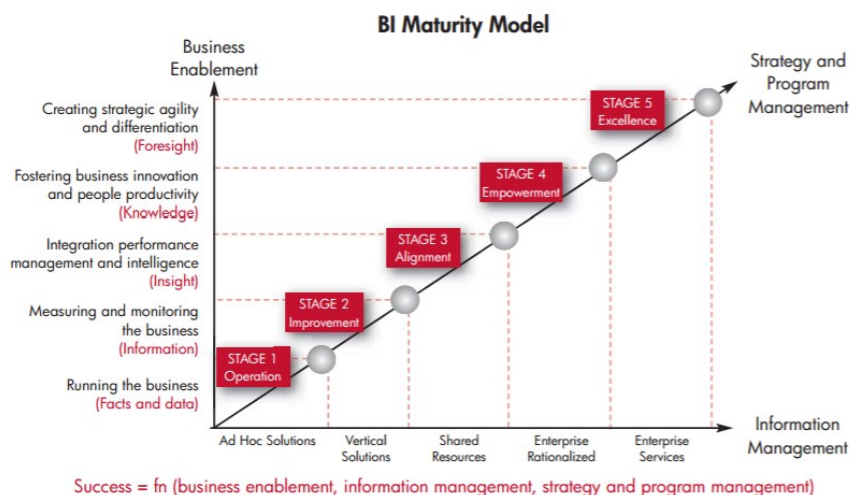 BI Maturity Model
Business
Enablement
Strategy and
Program
Management
Creating strategic agility
and differentiation
(Foresight)
Fostering business innovation
and people productivity
(Knowledge)
Integration performance
management and intelligence
(Insight)
Measuring and monitoring
the business
(Information)
Running the business
(Facts and data)
STAGE 5
Excellence
STAGE 4
Empowerment
STAGE 3
Alignment
STAGE 2
Improvement
STAGE 1
Operation
Ad Hoc Solutions
Vertical
Solutions
Shared
Resources
Enterprise
Rationalized
Enterprise
Services
Information
Management
Success = fn (business enablement, information management, strategy and program management)